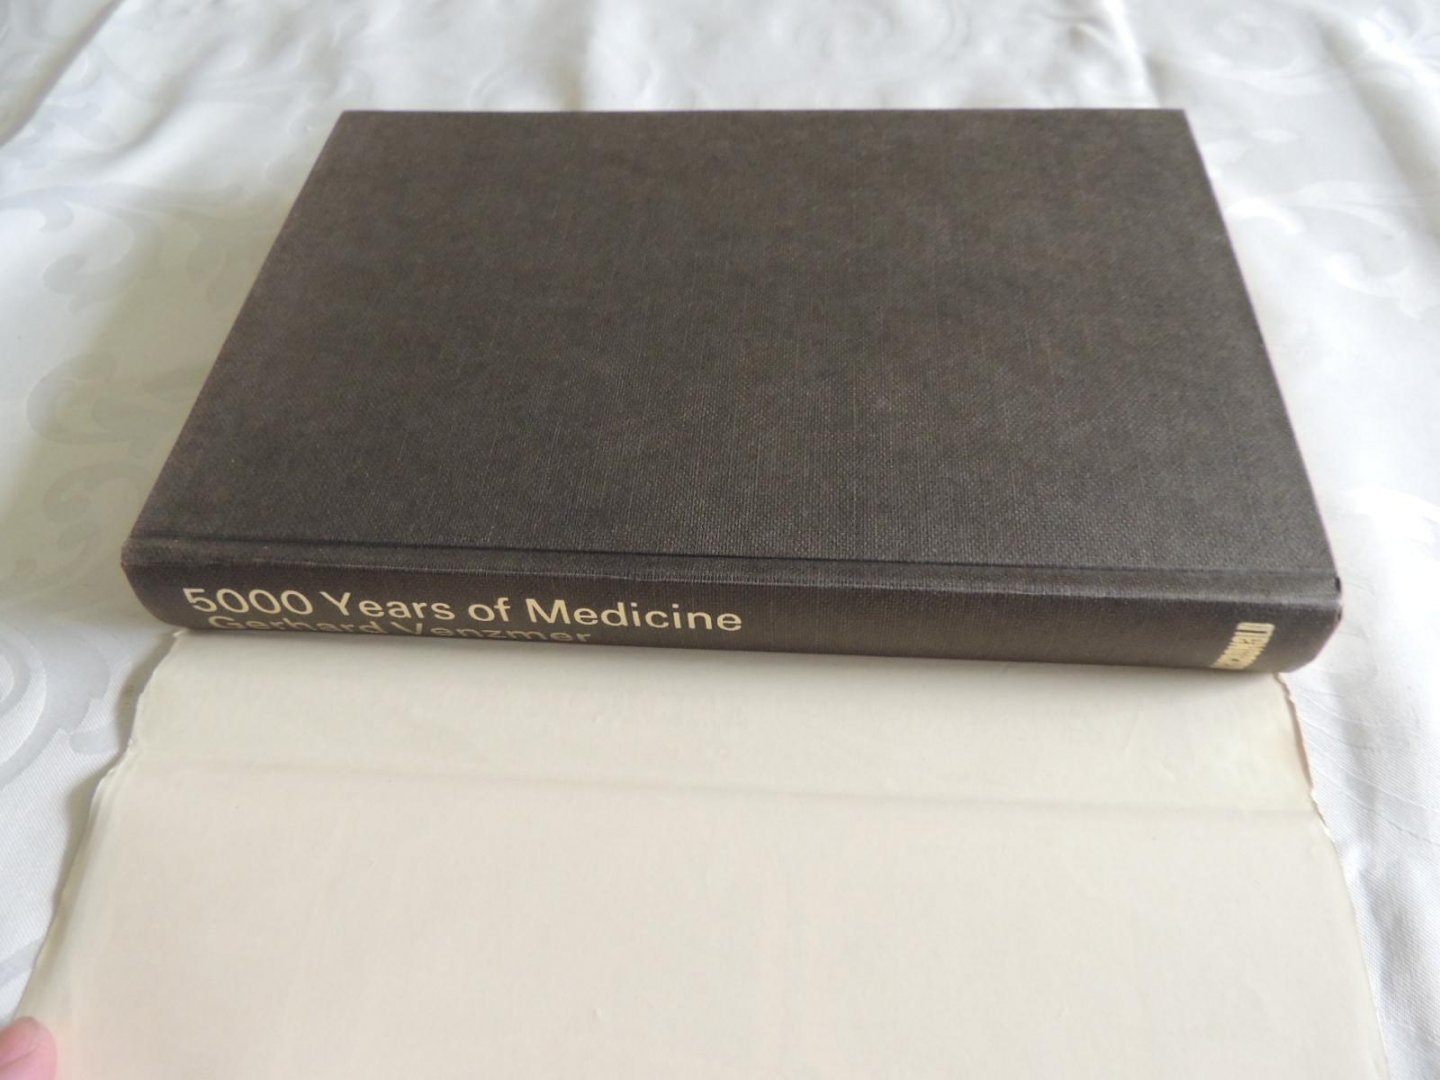 5000 Years of Medicine
Gerhard Venzmer